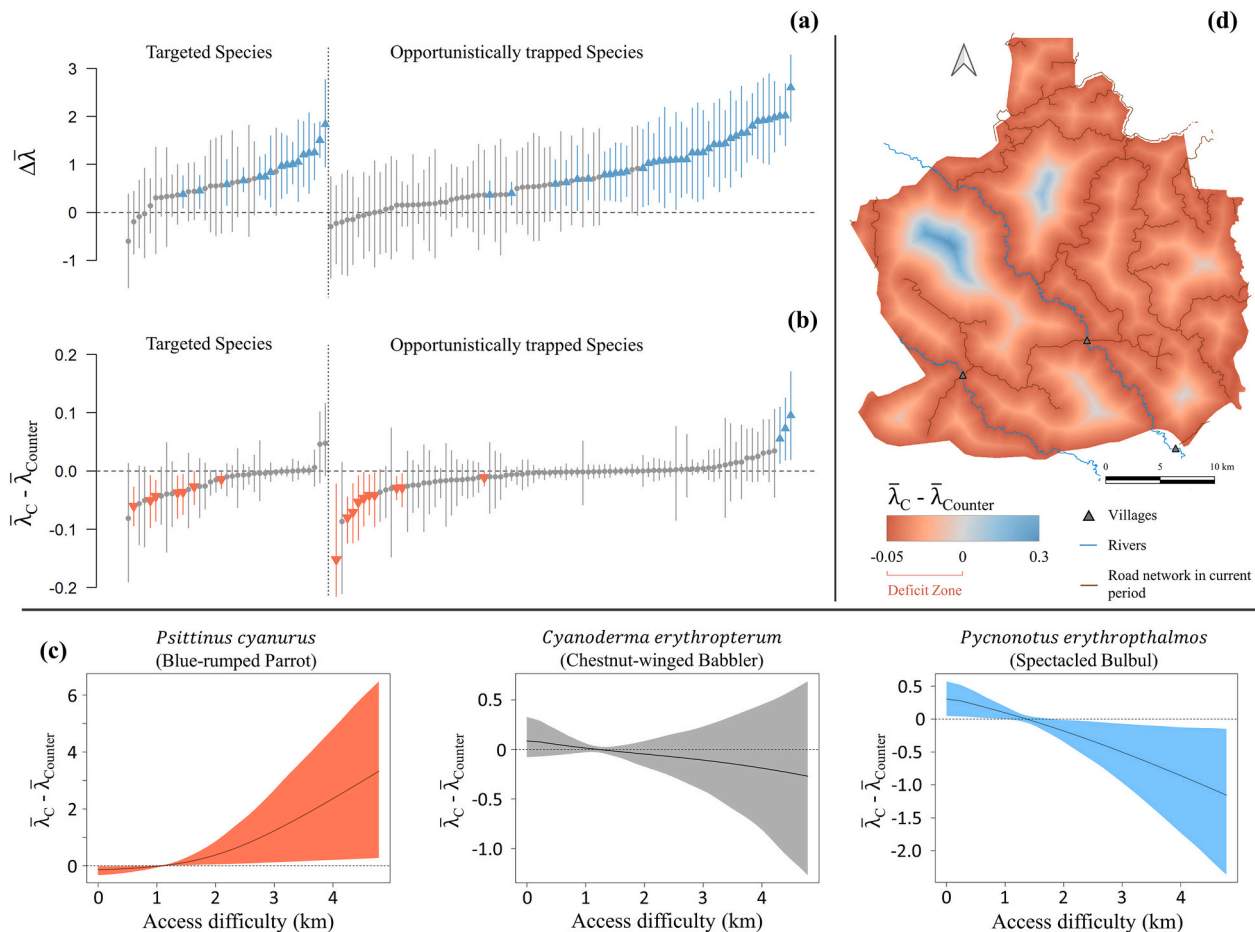 (a)
Targeted Species
Opportunistically trapped Species
3
2
1
0
-1
Δλ̄
(b)
Targeted Species
Opportunistically trapped Species
0.2
0.1
0.0
-0.1
-0.2
λ̄C - λ̄Counter
(d)
0 5 10 km
λ̄C - λ̄Counter
-0.05 0 0.3
Deficit Zone
Villages
Rivers
Road network in current
period
(c)
Psittinus cyanurus
(Blue-rumped Parrot)
6
4
2
0
λ̄C - λ̄Counter
0 1 2 3 4
Access difficulty (km)
Cyanoderma erythropterum
(Chestnut-winged Babbler)
0.5
0
-0.5
-1.0
λ̄C - λ̄Counter
0 1 2 3 4
Access difficulty (km)
Pycnonotus erythropthalmos
(Spectacled Bulbul)
0.5
0
-0.5
-1.0
-2.0
λ̄C - λ̄Counter
0 1 2 3 4
Access difficulty (km)